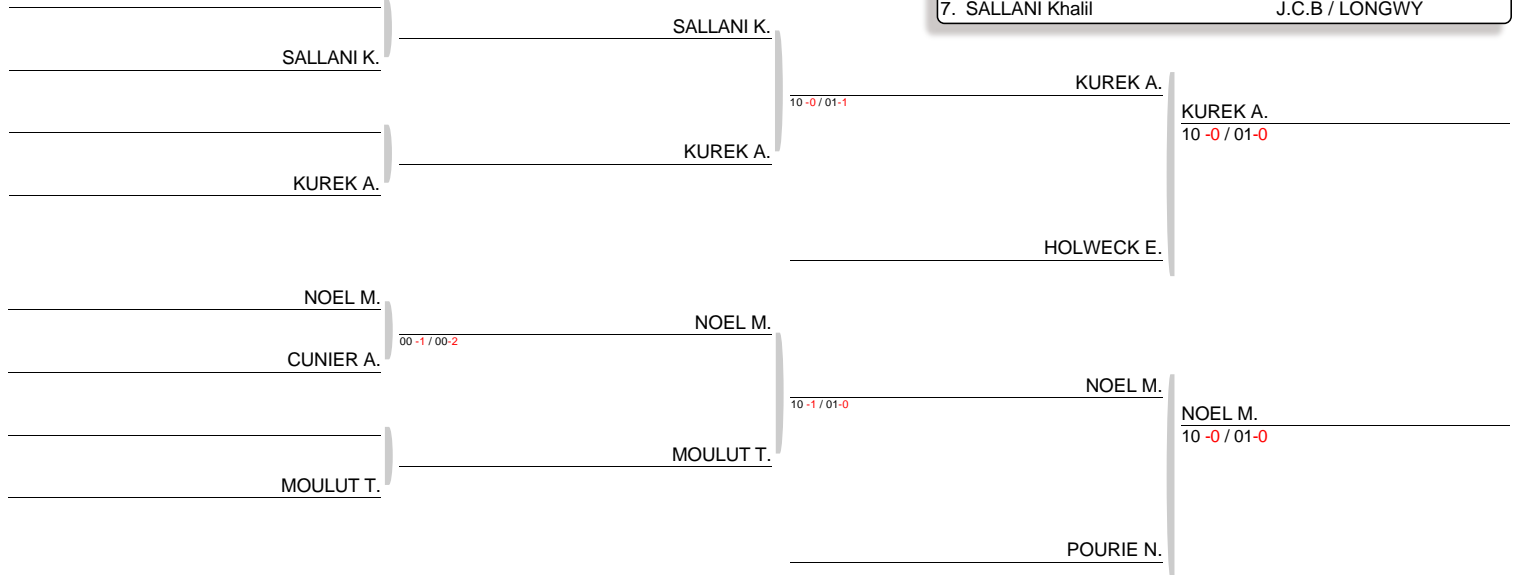 7. SALLANI Khalil J.C.B / LONGWY
SALLANI K.
SALLANI K.
KUREK A.
10 -0 / 01-1
KUREK A.
10 -0 / 01-0
KUREK A.
KUREK A.
HOLWECK E.
NOEL M.
NOEL M.
00 -1 / 00-2
CUNIER A.
NOEL M.
10 -1 / 01-0
NOEL M.
10 -0 / 01-0
MOULUT T.
MOULUT T.
POURIE N.